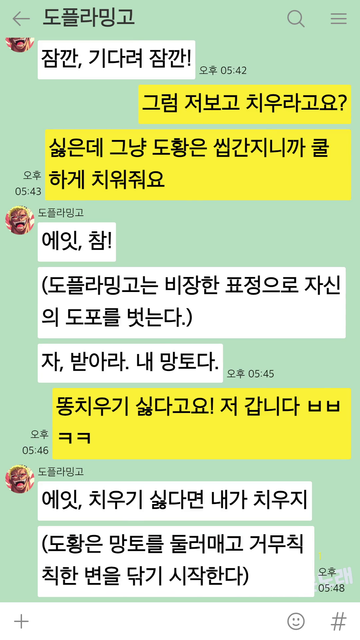 도플라밍고
잠깐, 기다려 잠깐!
오후 05:42
그럼 저보고 치우라고요?
싫은데 그냥 도황은 씹간지니까 쿨
하게 치워줘요
오후
05:43
도플라밍고
에잇, 참!
(도플라밍고는 비장한 표정으로 자신
의 도포를 벗는다.)
자, 받아라. 내 망토다.
오후 05:45
똥치우기 싫다고요! 저 갑니다 ㅂㅂ
ㅋㅋ
오후
05:46
도플라밍고
에잇, 치우기 싫다면 내가 치우지
(도황은 망토를 둘러매고 거무칙
칙한 변을 닦기 시작한다)
오후
05:48